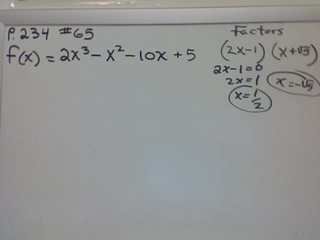 P. 234 #65
f(x) = 2x³ - x² - 10x + 5
Factors
(2x-1) (x+√5)
2x-1=0
2x=1
x=1/2
x=-√5